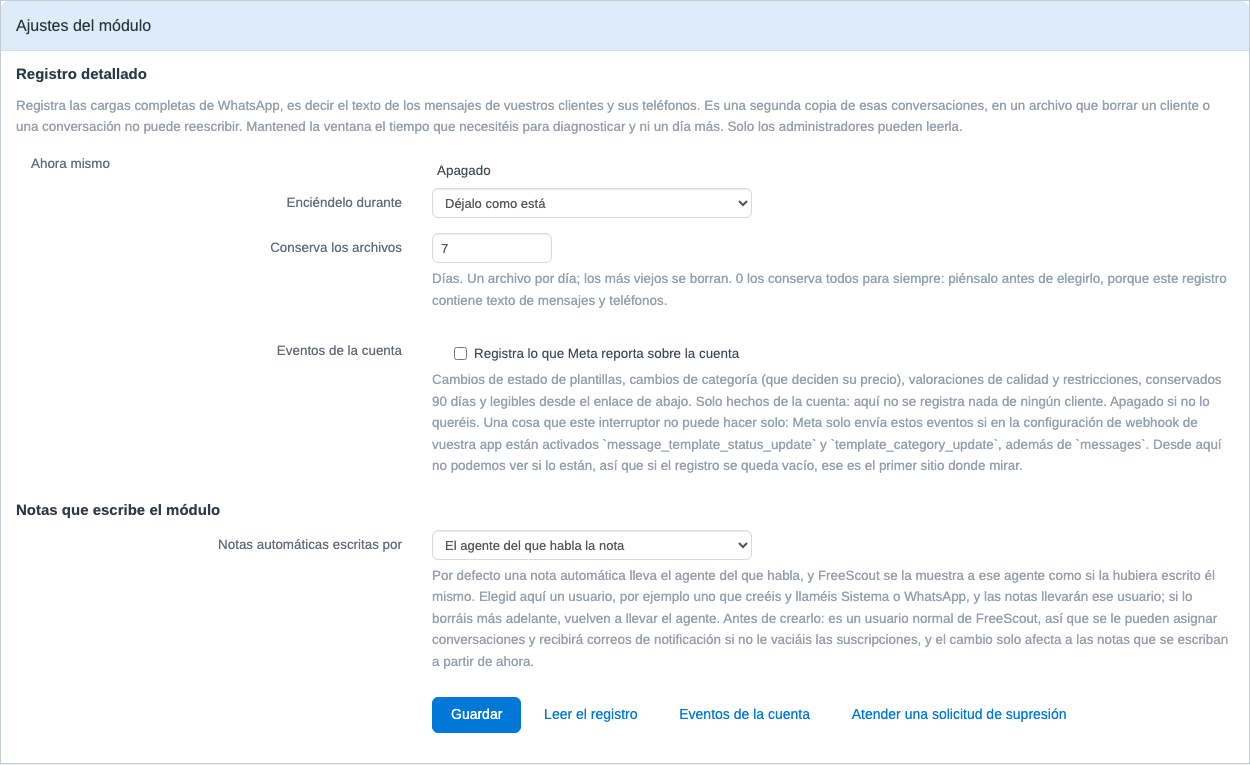 Ajustes del módulo
Registro detallado
Registra las cargas completas de WhatsApp, es decir el texto de los mensajes de vuestros clientes y sus teléfonos. Es una segunda copia de esas conversaciones, en un archivo que borrar un cliente o
una conversación no puede reescribir. Mantened la ventana el tiempo que necesitéis para diagnosticar y ni un día más. Solo los administradores pueden leerla.
Ahora mismo
Apagado
Enciéndelo durante
Déjalo como está
Conserva los archivos
7
Días. Un archivo por día; los más viejos se borran. 0 los conserva todos para siempre: piénsalo antes de elegirlo, porque este registro
contiene texto de mensajes y teléfonos.
Eventos de la cuenta
Registra lo que Meta reporta sobre la cuenta
Cambios de estado de plantillas, cambios de categoría (que deciden su precio), valoraciones de calidad y restricciones, conservados
90 días y legibles desde el enlace de abajo. Solo hechos de la cuenta: aquí no se registra nada de ningún cliente. Apagado si no lo
queréis. Una cosa que este interruptor no puede hacer solo: Meta solo envía estos eventos si en la configuración de webhook de
vuestra app están activados `message_template_status_update` y `template_category_update`, además de `messages`. Desde aquí
no podemos ver si lo están, así que si el registro se queda vacío, ese es el primer sitio donde mirar.
Notas que escribe el módulo
Notas automáticas escritas por
El agente del que habla la nota
Por defecto una nota automática lleva el agente del que habla, y FreeScout se la muestra a ese agente como si la hubiera escrito él
mismo. Elegid aquí un usuario, por ejemplo uno que creéis y llaméis Sistema o WhatsApp, y las notas llevarán ese usuario; si lo
borráis más adelante, vuelven a llevar el agente. Antes de crearlo: es un usuario normal de FreeScout, así que se le pueden asignar
conversaciones y recibirá correos de notificación si no le vaciáis las suscripciones, y el cambio solo afecta a las notas que se escriban
a partir de ahora.
Guardar
Leer el registro
Eventos de la cuenta
Atender una solicitud de supresión